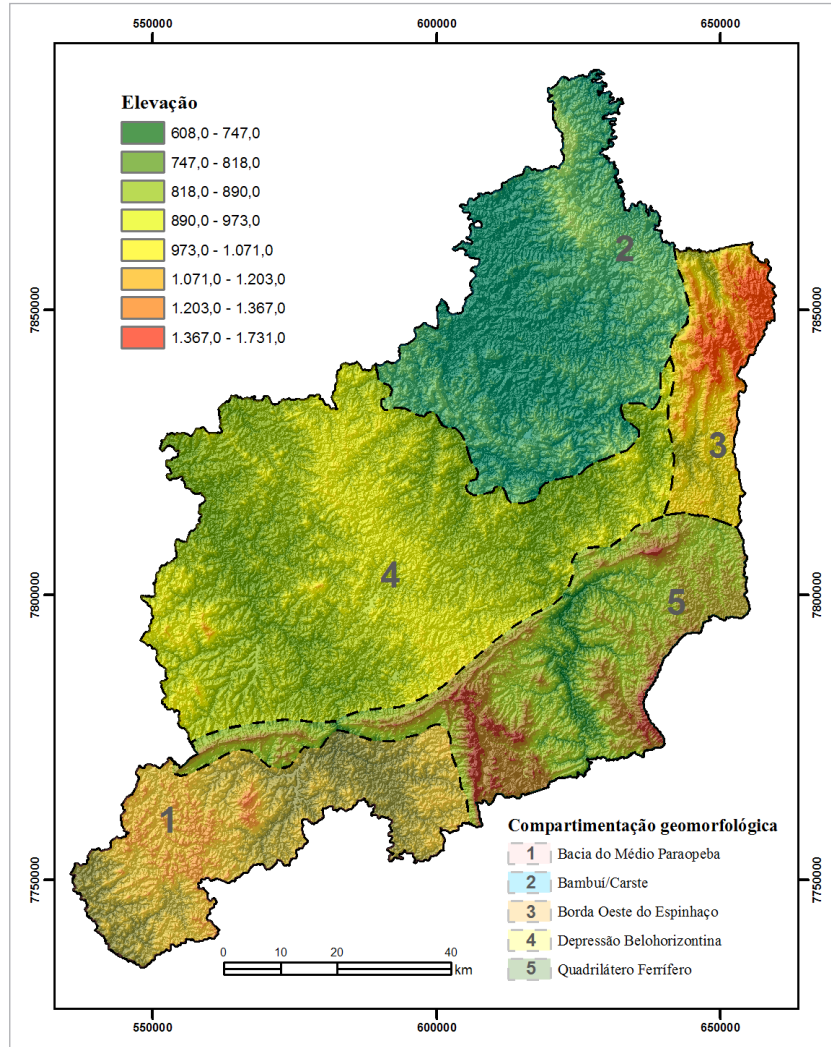 550000
600000
650000
Elevação
608,0 - 747,0
747,0 - 818,0
818,0 - 890,0
890,0 - 973,0
973,0 - 1.071,0
1.071,0 - 1.203,0
1.203,0 - 1.367,0
1.367,0 - 1.731,0
2
7850000
7850000
3
4
7800000
5
7800000
1
7750000
7750000
Compartimentação geomorfológica
1 Bacia do Médio Paraopeba
2 Bambuí/Carste
3 Borda Oeste do Espinhaço
4 Depressão Belohorizontina
5 Quadrilátero Ferrífero
0 10 20 40
km
550000
600000
650000